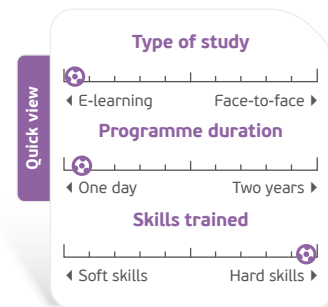 Quick view
Type of study
E-learning Face-to-face
Programme duration
One day Two years
Skills trained
Soft skills Hard skills